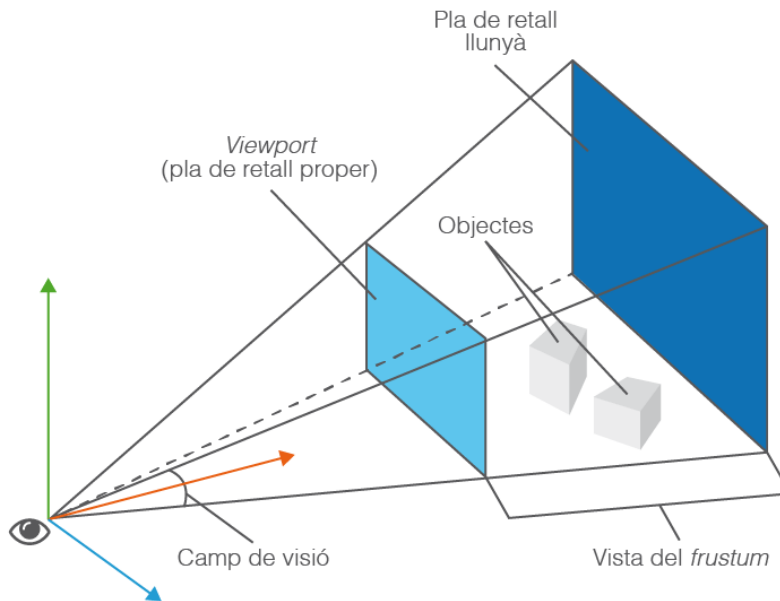 Pla de retall
llunyà
Viewport
(pla de retall proper)
Objectes
Camp de visió
Vista del frustum